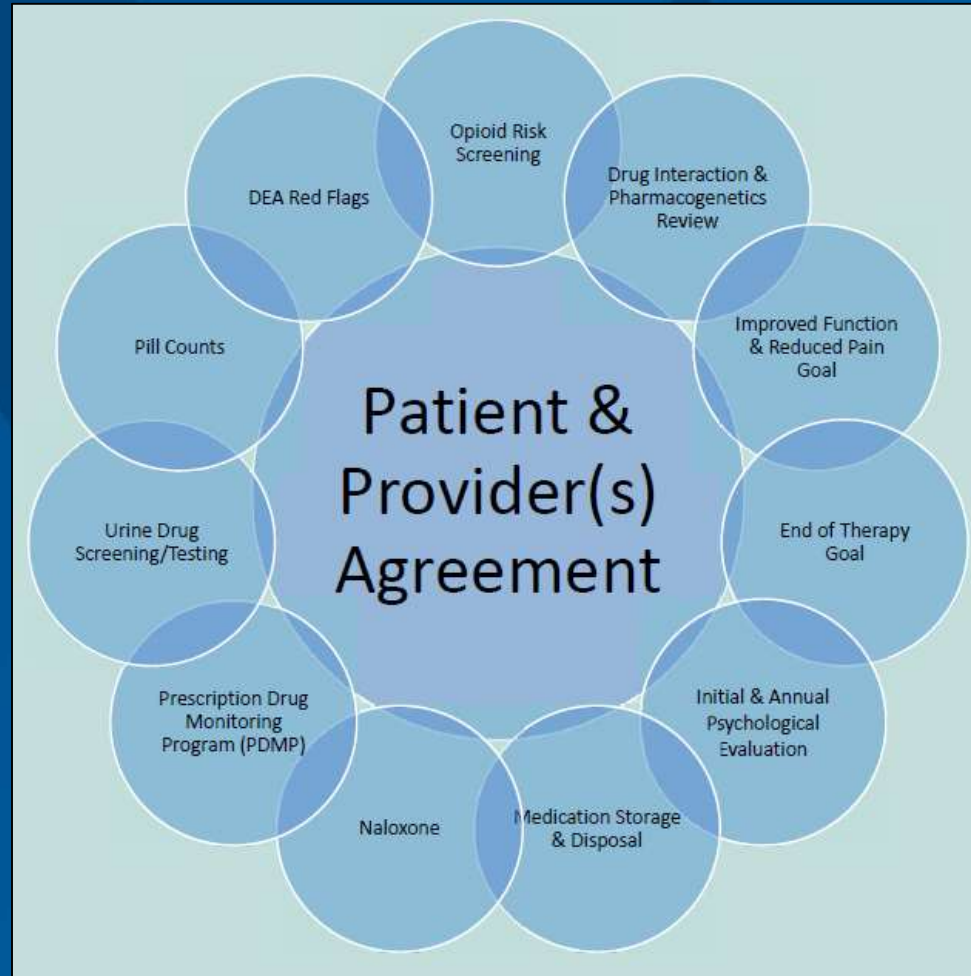 Opioid Risk
Screening
Drug Interaction &
Pharmacogenetics
Review
Improved Function
& Reduced Pain
Goal
End of Therapy
Goal
Initial & Annual
Psychological
Evaluation
Medication Storage
& Disposal
Naloxone
Prescription Drug
Monitoring
Program (PDMP)
Urine Drug
Screening/Testing
Pill Counts
DEA Red Flags
Patient &
Provider(s)
Agreement